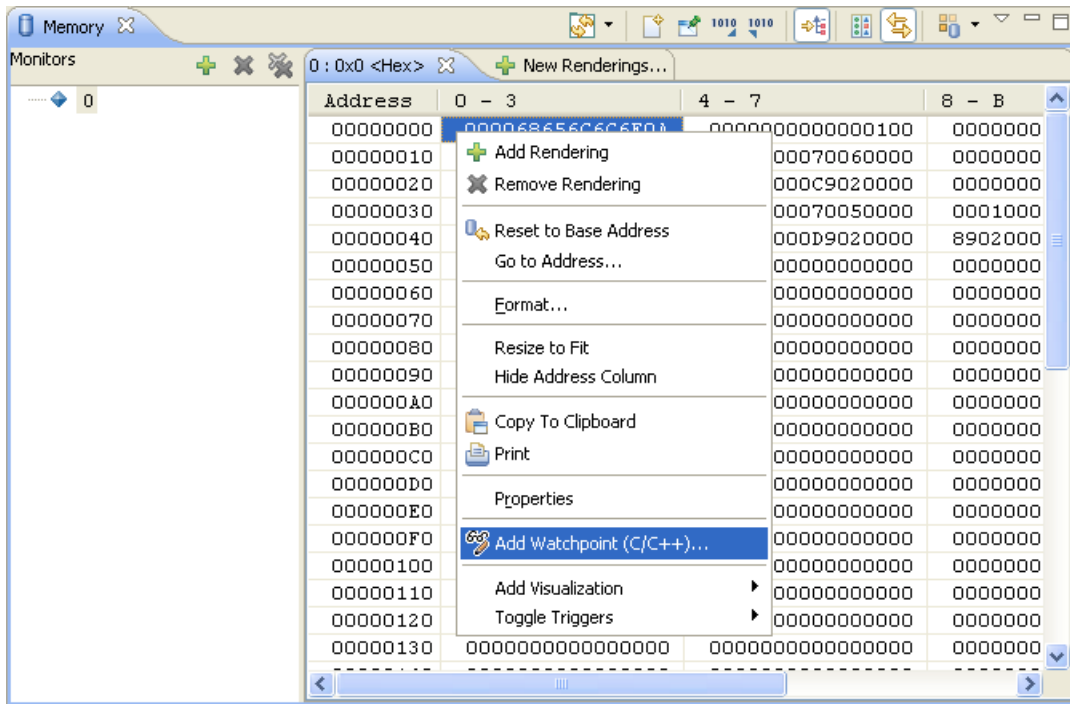 Memory
1010 1010
Monitors
0
0 : 0x0 <Hex> New Renderings...
Address 0 - 3 4 - 7 8 - B
00000000 000068656C6C6F0A 0000000000000100 0000000
00000010 00070060000 0000000
00000020 000C9020000 0000000
00000030 00070050000 0001000
00000040 000D9020000 8902000
00000050 00000000000 0000000
00000060 00000000000 0000000
00000070 00000000000 0000000
00000080 00000000000 0000000
00000090 00000000000 0000000
000000A0 00000000000 0000000
000000B0 00000000000 0000000
000000C0 00000000000 0000000
000000D0 00000000000 0000000
000000E0 00000000000 0000000
000000F0 00000000000 0000000
00000100 00000000000 0000000
00000110 00000000000 0000000
00000120 00000000000 0000000
00000130 0000000000000000 0000000000000000 0000000
Add Rendering
Remove Rendering
Reset to Base Address
Go to Address...
Format...
Resize to Fit
Hide Address Column
Copy To Clipboard
Print
Properties
Add Watchpoint (C/C++)...
Add Visualization
Toggle Triggers